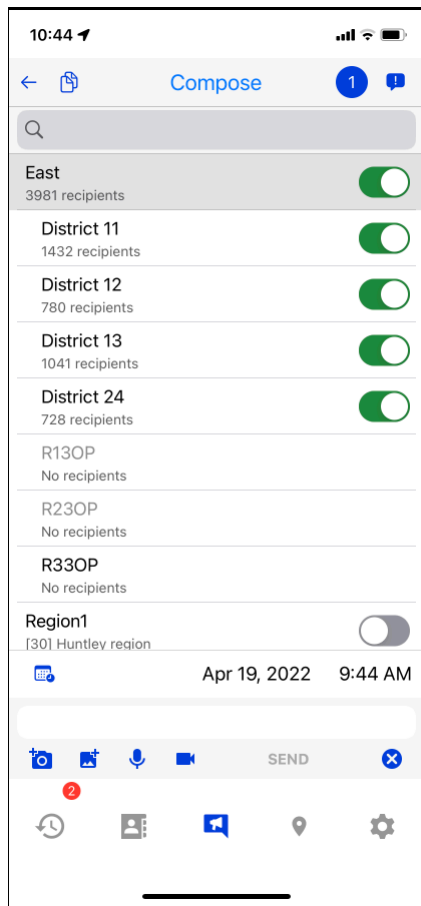 10:44
Compose
1
East
3981 recipients
District 11
1432 recipients
District 12
780 recipients
District 13
1041 recipients
District 24
728 recipients
R13OP
No recipients
R23OP
No recipients
R33OP
No recipients
Region1
[30] Huntley region
Apr 19, 2022 9:44 AM
SEND
2